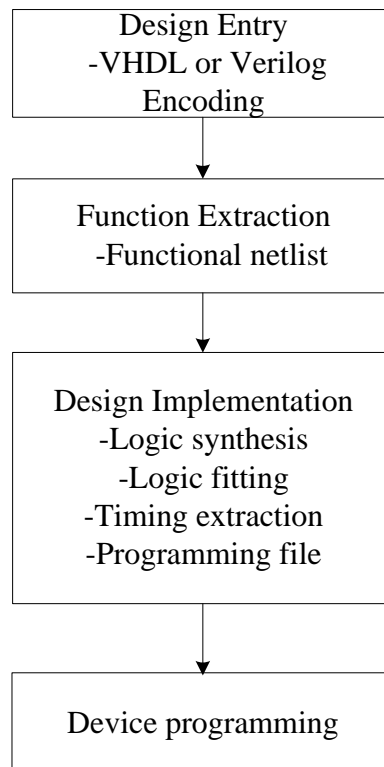 Design Entry
-VHDL or Verilog
Encoding
Function Extraction
-Functional netlist
Design Implementation
-Logic synthesis
-Logic fitting
-Timing extraction
-Programming file
Device programming